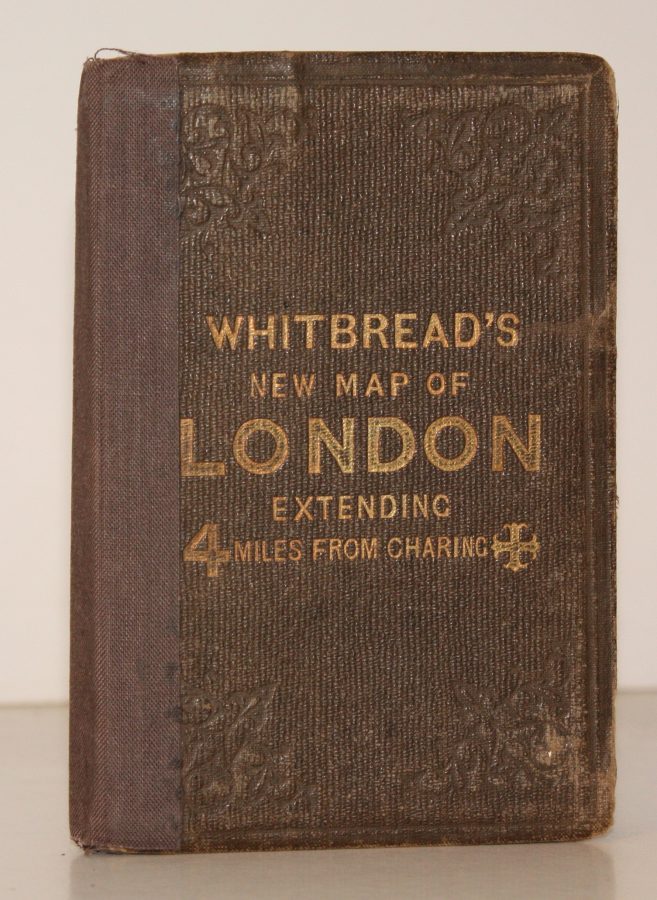 WHITBREAD'S
NEW MAP OF
LONDON
EXTENDING
4 MILES FROM CHARING